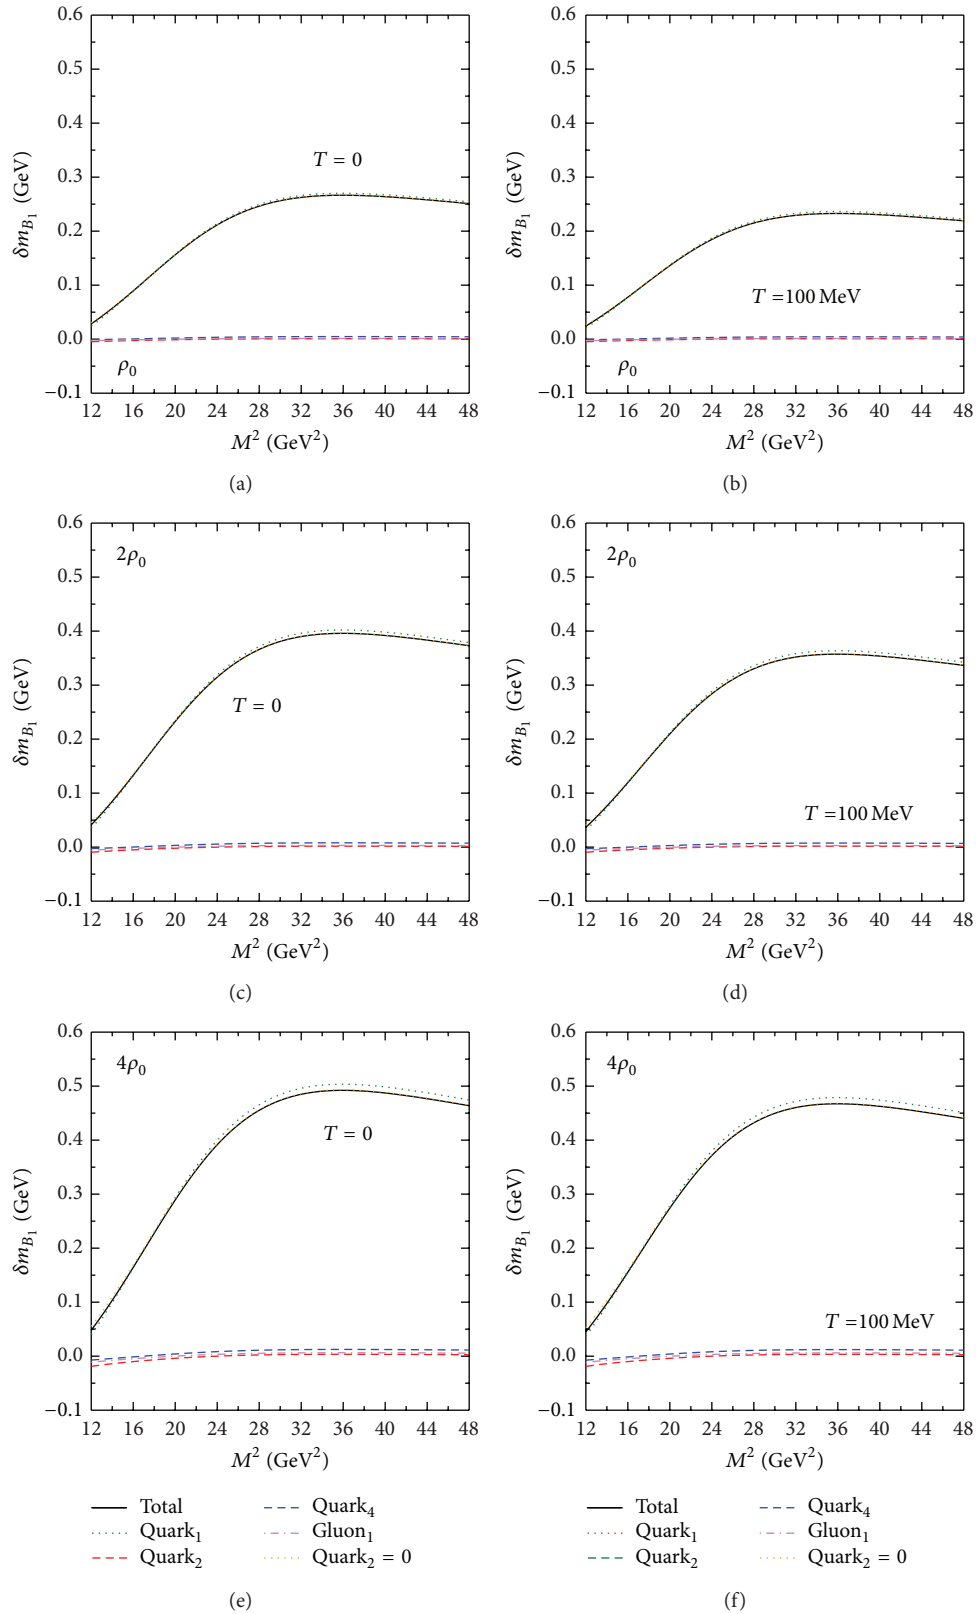 0.6
0.5
0.4
0.3
0.2
0.1
0.0
−0.1
δm_{B_1} (GeV)
T = 0
ρ_0
12 16 20 24 28 32 36 40 44 48
M^2 (GeV^2)
(a)
0.6
0.5
0.4
0.3
0.2
0.1
0.0
−0.1
δm_{B_1} (GeV)
T = 100 MeV
ρ_0
12 16 20 24 28 32 36 40 44 48
M^2 (GeV^2)
(b)
0.6
0.5
0.4
0.3
0.2
0.1
0.0
−0.1
δm_{B_1} (GeV)
2ρ_0
T = 0
12 16 20 24 28 32 36 40 44 48
M^2 (GeV^2)
(c)
0.6
0.5
0.4
0.3
0.2
0.1
0.0
−0.1
δm_{B_1} (GeV)
2ρ_0
T = 100 MeV
12 16 20 24 28 32 36 40 44 48
M^2 (GeV^2)
(d)
0.6
0.5
0.4
0.3
0.2
0.1
0.0
−0.1
δm_{B_1} (GeV)
4ρ_0
T = 0
12 16 20 24 28 32 36 40 44 48
M^2 (GeV^2)
Total
Quark_1
Quark_2
Quark_4
Gluon_1
Quark_2 = 0
(e)
0.6
0.5
0.4
0.3
0.2
0.1
0.0
−0.1
δm_{B_1} (GeV)
4ρ_0
T = 100 MeV
12 16 20 24 28 32 36 40 44 48
M^2 (GeV^2)
Total
Quark_1
Quark_2
Quark_4
Gluon_1
Quark_2 = 0
(f)